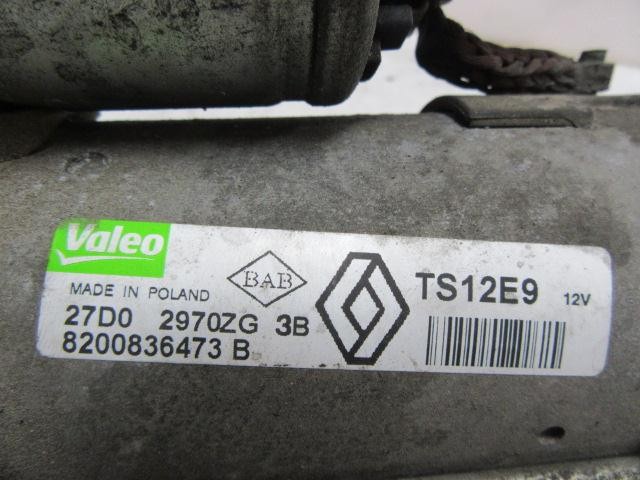 Valeo
BAB
TS12E9 12V
MADE IN POLAND
27D0 2970ZG 3B
8200836473 B